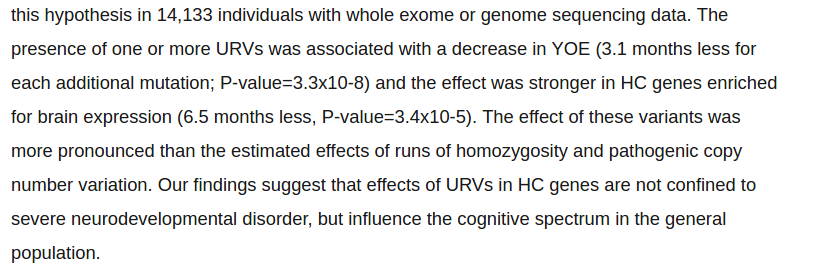 this hypothesis in 14,133 individuals with whole exome or genome sequencing data. The
presence of one or more URVs was associated with a decrease in YOE (3.1 months less for
each additional mutation; P-value=3.3x10-8) and the effect was stronger in HC genes enriched
for brain expression (6.5 months less, P-value=3.4x10-5). The effect of these variants was
more pronounced than the estimated effects of runs of homozygosity and pathogenic copy
number variation. Our findings suggest that effects of URVs in HC genes are not confined to
severe neurodevelopmental disorder, but influence the cognitive spectrum in the general
population.